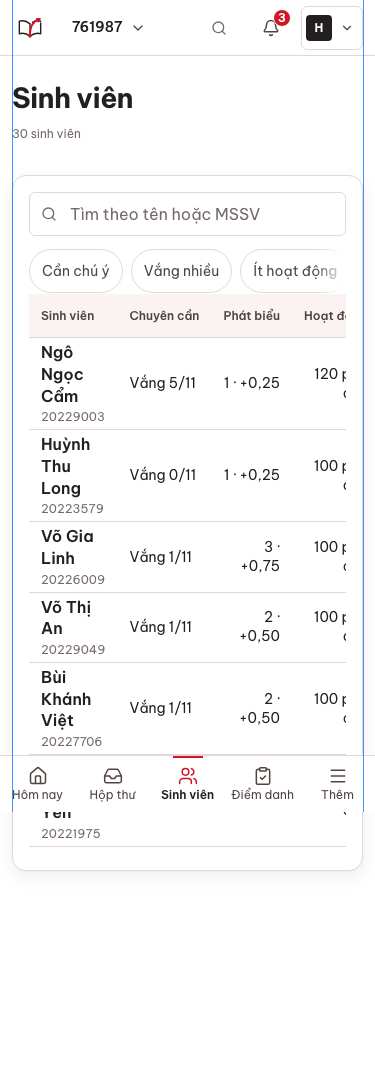 761987
3
H
Sinh viên
30 sinh viên
Tìm theo tên hoặc MSSV
Cần chú ý
Vắng nhiều
Ít hoạt động
Sinh viên
Chuyên cần
Phát biểu
Hoạt
Ngô
Ngọc
Cẩm
20229003
Vắng 5/11
1 · +0,25
120
Huỳnh
Thu
Long
20223579
Vắng 0/11
1 · +0,25
100
Võ Gia
Linh
20226009
Vắng 1/11
3 ·
+0,75
100
Võ Thị
An
20229049
Vắng 1/11
2 ·
+0,50
100
Bùi
Khánh
Việt
20227706
Vắng 1/11
2 ·
+0,50
100
Hôm nay
Hộp thư
Sinh viên
Điểm danh
Thêm
Yến
20221975